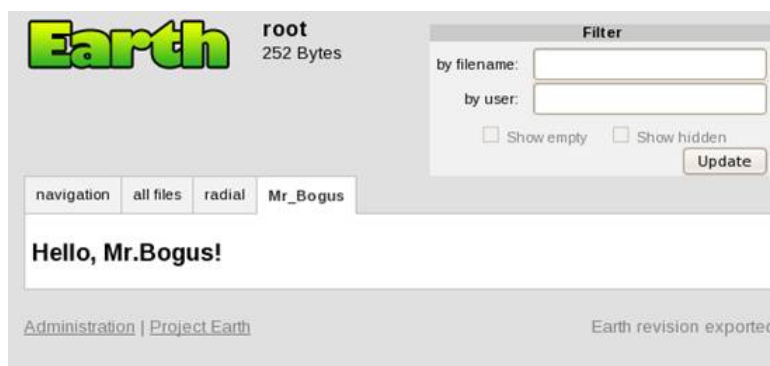 Earth
root
252 Bytes
Filter
by filename:
by user:
Show empty Show hidden
Update
navigation all files radial Mr_Bogus
Hello, Mr.Bogus!
Administration | Project Earth
Earth revision exported